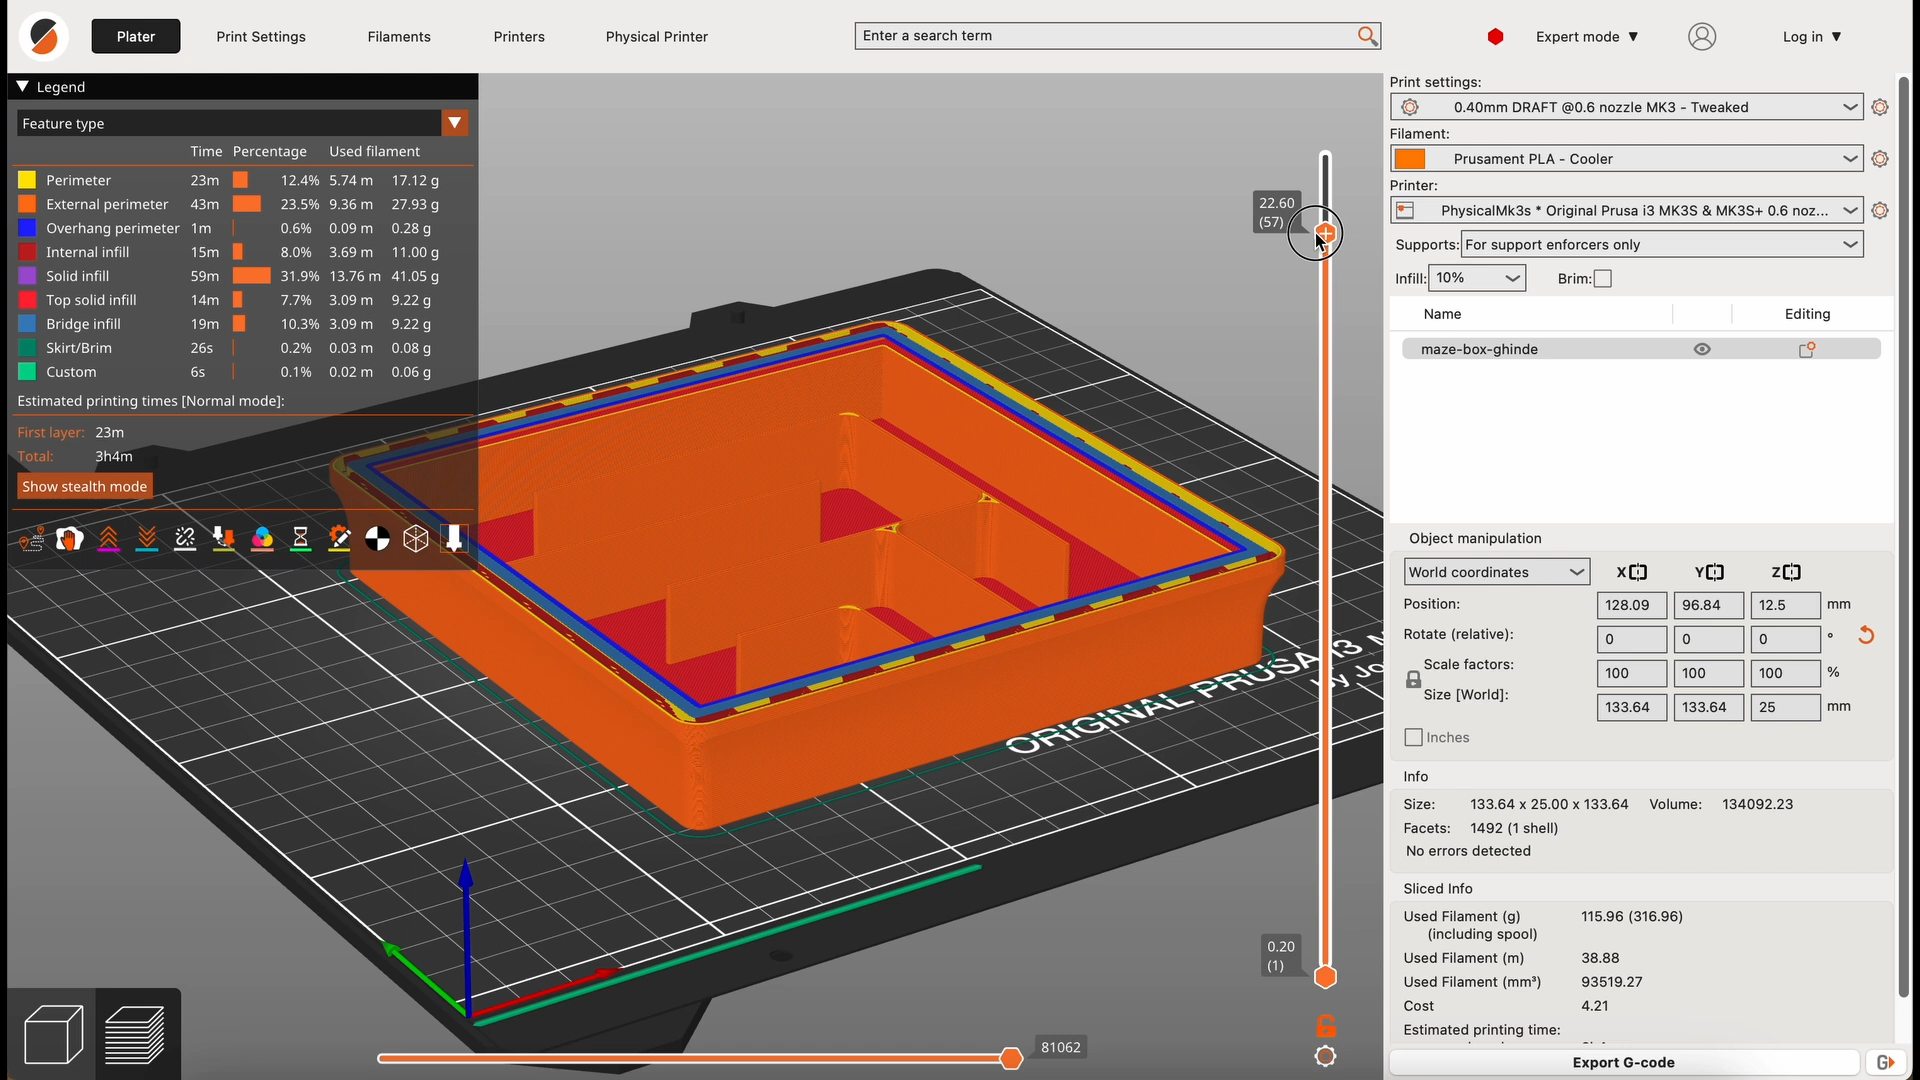 Plater
Print Settings
Filaments
Printers
Physical Printer
Enter a search term
Expert mode
Log in
Legend
Feature type
Time Percentage Used filament
Perimeter 23m 12.4% 5.74 m 17.12 g
External perimeter 43m 23.5% 9.36 m 27.93 g
Overhang perimeter 1m 0.6% 0.09 m 0.28 g
Internal infill 15m 8.0% 3.69 m 11.00 g
Solid infill 59m 31.9% 13.76 m 41.05 g
Top solid infill 14m 7.7% 3.09 m 9.22 g
Bridge infill 19m 10.3% 3.09 m 9.22 g
Skirt/Brim 26s 0.2% 0.03 m 0.08 g
Custom 6s 0.1% 0.02 m 0.06 g
Estimated printing times [Normal mode]:
First layer: 23m
Total: 3h4m
Show stealth mode
22.60
(57)
ORIGINAL PRUSA i3 M
by Jo
0.20
(1)
81062
Print settings:
0.40mm DRAFT @0.6 nozzle MK3 - Tweaked
Filament:
Prusament PLA - Cooler
Printer:
PhysicalMk3s * Original Prusa i3 MK3S & MK3S+ 0.6 noz...
Supports: For support enforcers only
Infill: 10% Brim:
Name Editing
maze-box-ghinde
Object manipulation
World coordinates X Y Z
Position: 128.09 96.84 12.5 mm
Rotate (relative): 0 0 0 °
Scale factors: 100 100 100 %
Size [World]: 133.64 133.64 25 mm
Inches
Info
Size: 133.64 x 25.00 x 133.64 Volume: 134092.23
Facets: 1492 (1 shell)
No errors detected
Sliced Info
Used Filament (g) 115.96 (316.96)
(including spool)
Used Filament (m) 38.88
Used Filament (mm³) 93519.27
Cost 4.21
Estimated printing time:
Export G-code
G